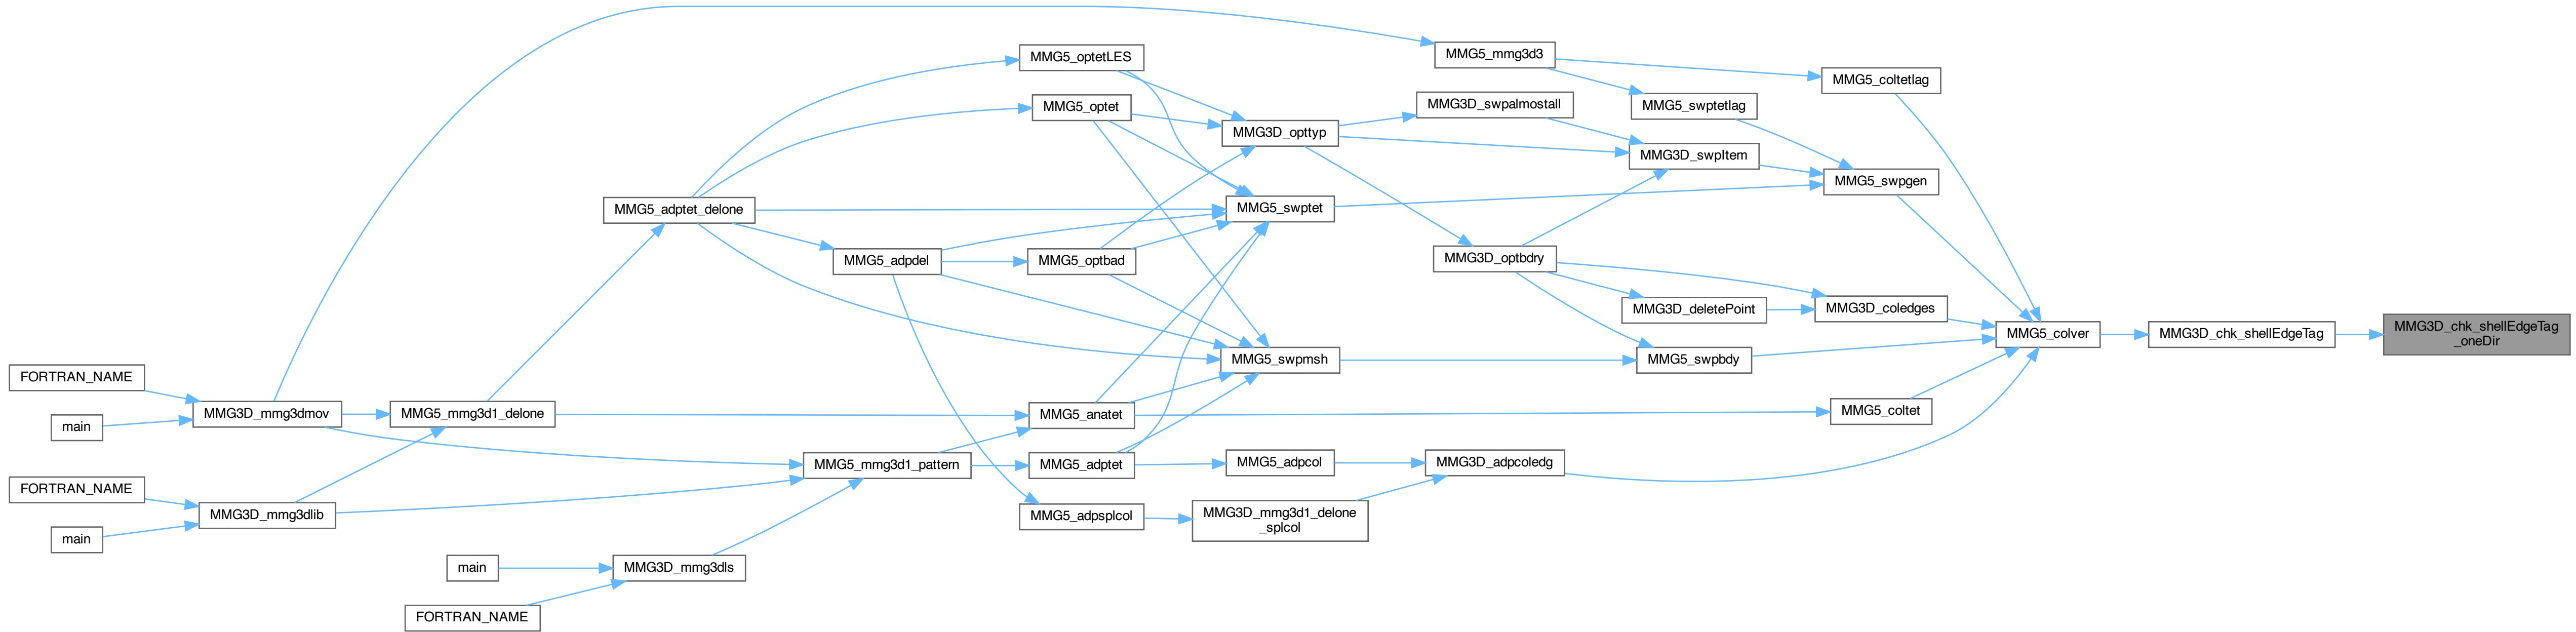 MMG5_optetLES
MMG5_mmg3d3
MMG5_coltetlag
MMG5_optet
MMG3D_swpalmostall
MMG5_swptetlag
MMG3D_opttyp
MMG3D_swpItem
MMG5_swpgen
MMG5_adptet_delone
MMG5_swptet
MMG5_adpdel
MMG5_optbad
MMG3D_optbdry
MMG3D_deletePoint
MMG3D_coledges
MMG5_colver
MMG3D_chk_shellEdgeTag
MMG3D_chk_shellEdgeTag
_oneDir
MMG5_swpmsh
MMG5_swpbdy
FORTRAN_NAME
main
MMG3D_mmg3dmov
MMG5_mmg3d1_delone
MMG5_anatet
MMG5_coltet
MMG5_mmg3d1_pattern
MMG5_adptet
MMG5_adpcol
MMG3D_adpcoledg
FORTRAN_NAME
main
MMG3D_mmg3dlib
MMG5_adpsplcol
MMG3D_mmg3d1_delone
_splcol
main
MMG3D_mmg3dls
FORTRAN_NAME